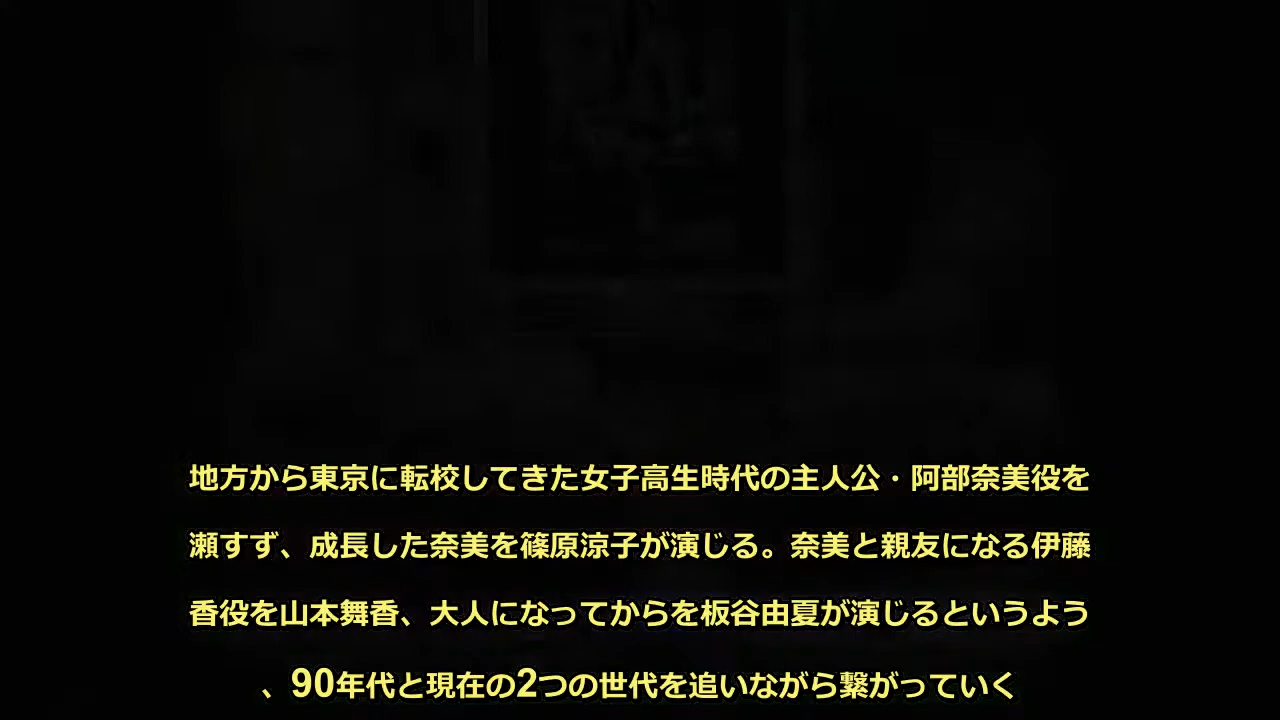 地方から東京に転校してきた女子高生時代の主人公・阿部奈美役を
瀬すず、成長した奈美を篠原涼子が演じる。奈美と親友になる伊藤
香役を山本舞香、大人になってからを板谷由夏が演じるというよう
、90年代と現在の2つの世代を追いながら繋がっていく